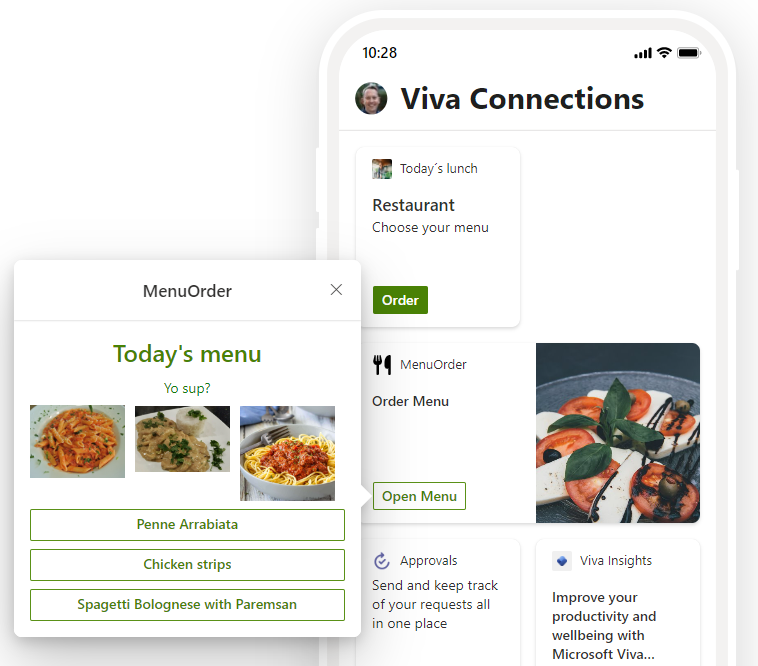 10:28
Viva Connections
Today´s lunch
Restaurant
Choose your menu
Order
MenuOrder
Today's menu
Yo sup?
Penne Arrabiata
Chicken strips
Spagetti Bolognese with Paremsan
MenuOrder
Order Menu
Open Menu
Approvals
Send and keep track
of your requests all
in one place
Viva Insights
Improve your
productivity and
wellbeing with
Microsoft Viva...